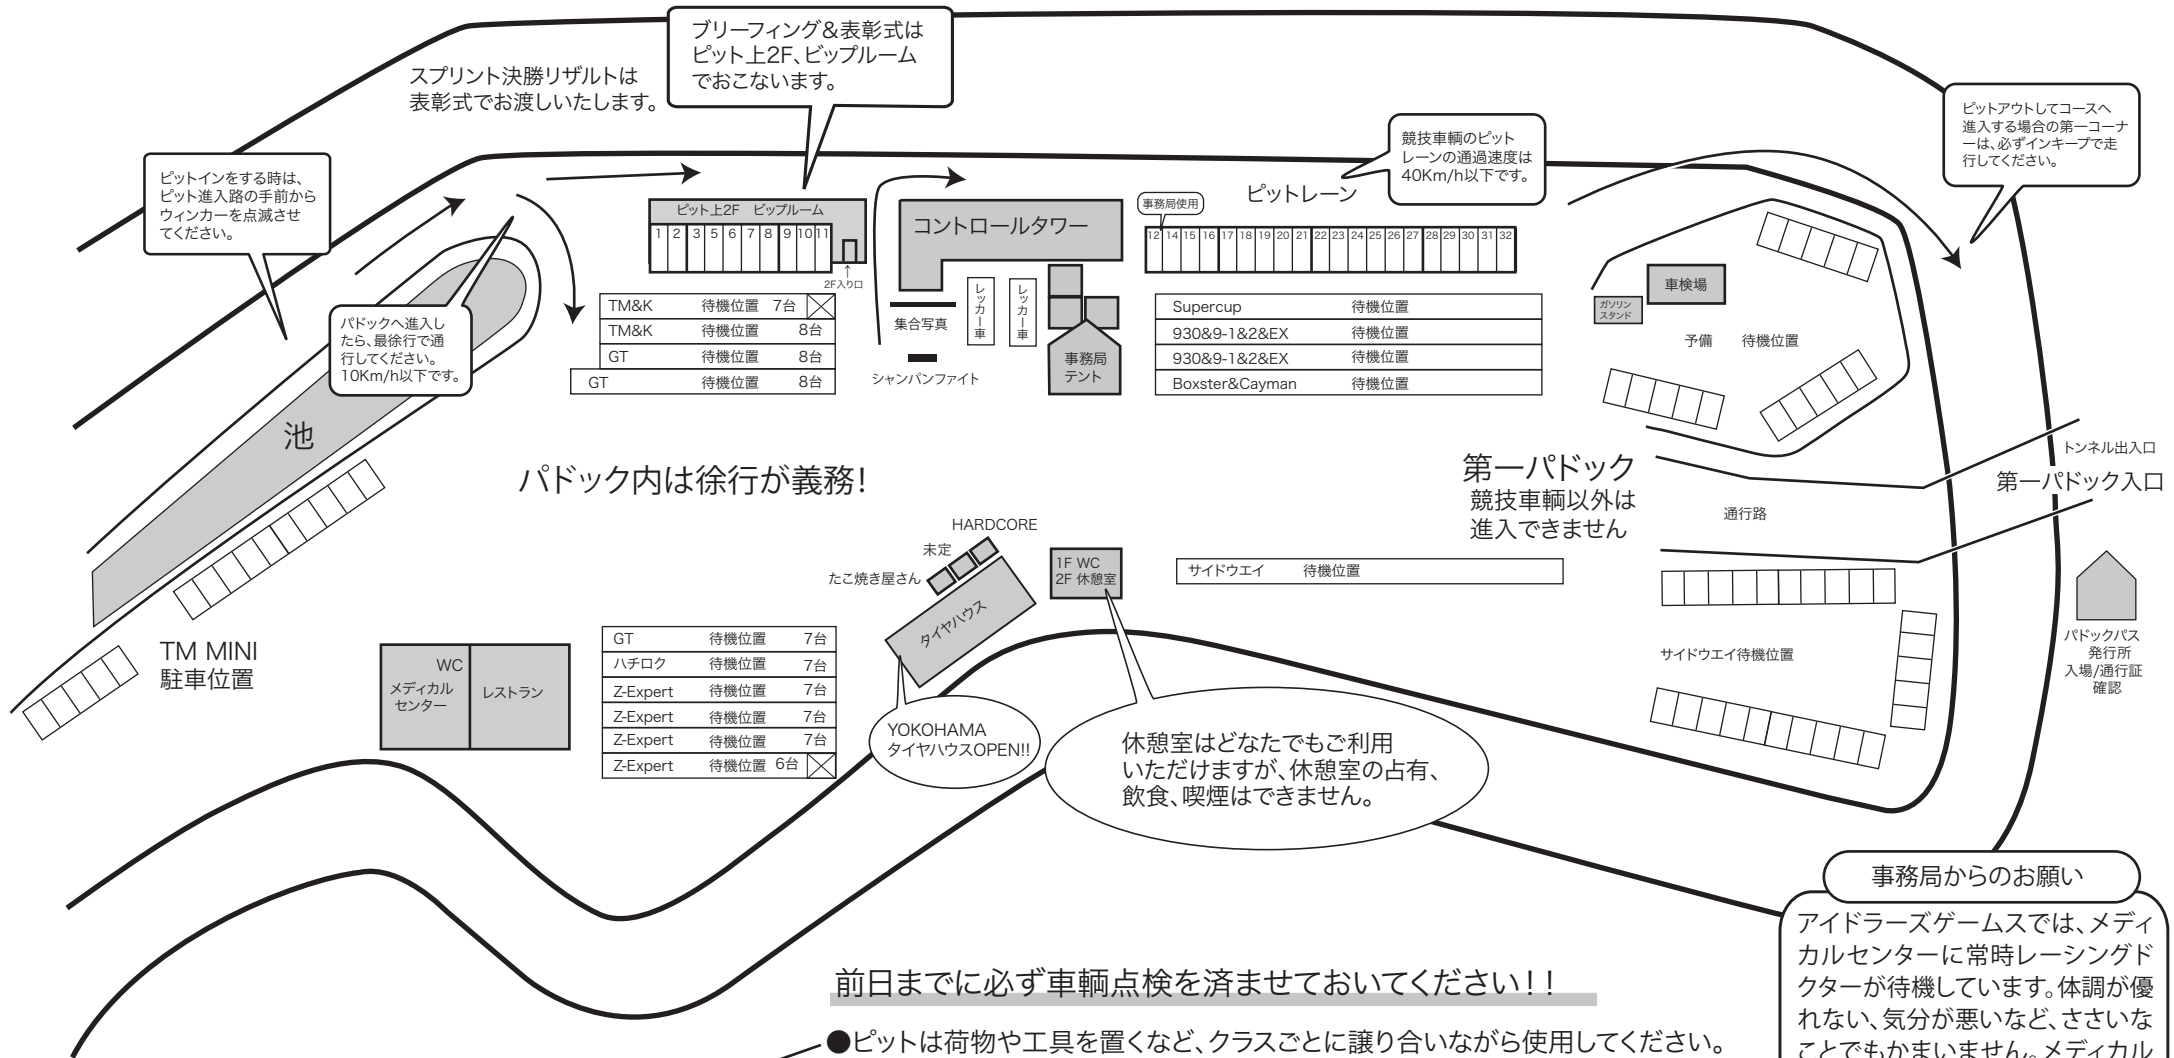 ブリーフィング＆表彰式は
ピット上2F、ビップルーム
でおこないます。
スプリント決勝リザルトは
表彰式でお渡しいたします。
ピットアウトしてコースへ
進入する場合の第一コーナ
ーは、必ずインキープで走
行してください。
競技車輌のピット
レーンの通過速度は
40Km/h以下です。
ピットインをする時は、
ピット進入路の手前から
ウィンカーを点滅させ
てください。
ピットレーン
事務局使用
ピット上2F ビップルーム
1 2 3 5 6 7 8 9 10 11
2F入り口
コントロールタワー
12 14 15 16 17 18 19 20 21 22 23 24 25 26 27 28 29 30 31 32
パドックへ進入し
たら、最徐行で通
行してください。
10Km/h以下です。
TM&K 待機位置 7台
TM&K 待機位置 8台
GT 待機位置 8台
GT 待機位置 8台
集合写真
シャンパンファイト
レッカー車
レッカー車
事務局
テント
Supercup 待機位置
930&9-1&2&EX 待機位置
930&9-1&2&EX 待機位置
Boxster&Cayman 待機位置
車検場
ガソリン
スタンド
予備 待機位置
池
パドック内は徐行が義務！
第一パドック
競技車輌以外は
進入できません
トンネル出入口
第一パドック入口
通行路
HARDCORE
未定
たこ焼き屋さん
タイヤハウス
1F WC
2F 休憩室
サイドウエイ 待機位置
TM MINI
駐車位置
WC
メディカル
センター
レストラン
GT 待機位置 7台
ハチロク 待機位置 7台
Z-Expert 待機位置 7台
Z-Expert 待機位置 7台
Z-Expert 待機位置 7台
Z-Expert 待機位置 6台
サイドウエイ待機位置
パドックパス
発行所
入場/通行証
確認
YOKOHAMA
タイヤハウスOPEN!!
休憩室はどなたでもご利用
いただけますが、休憩室の占有、
飲食、喫煙はできません。
事務局からのお願い
アイドラーズゲームスでは、メディ
カルセンターに常時レーシングド
クターが待機しています。体調が優
れない、気分が悪いなど、ささいな
ことでもかまいません。メディカル
前日までに必ず車輌点検を済ませておいてください！！
●ピットは荷物や工具を置くなど、クラスごとに譲り合いながら使用してください。